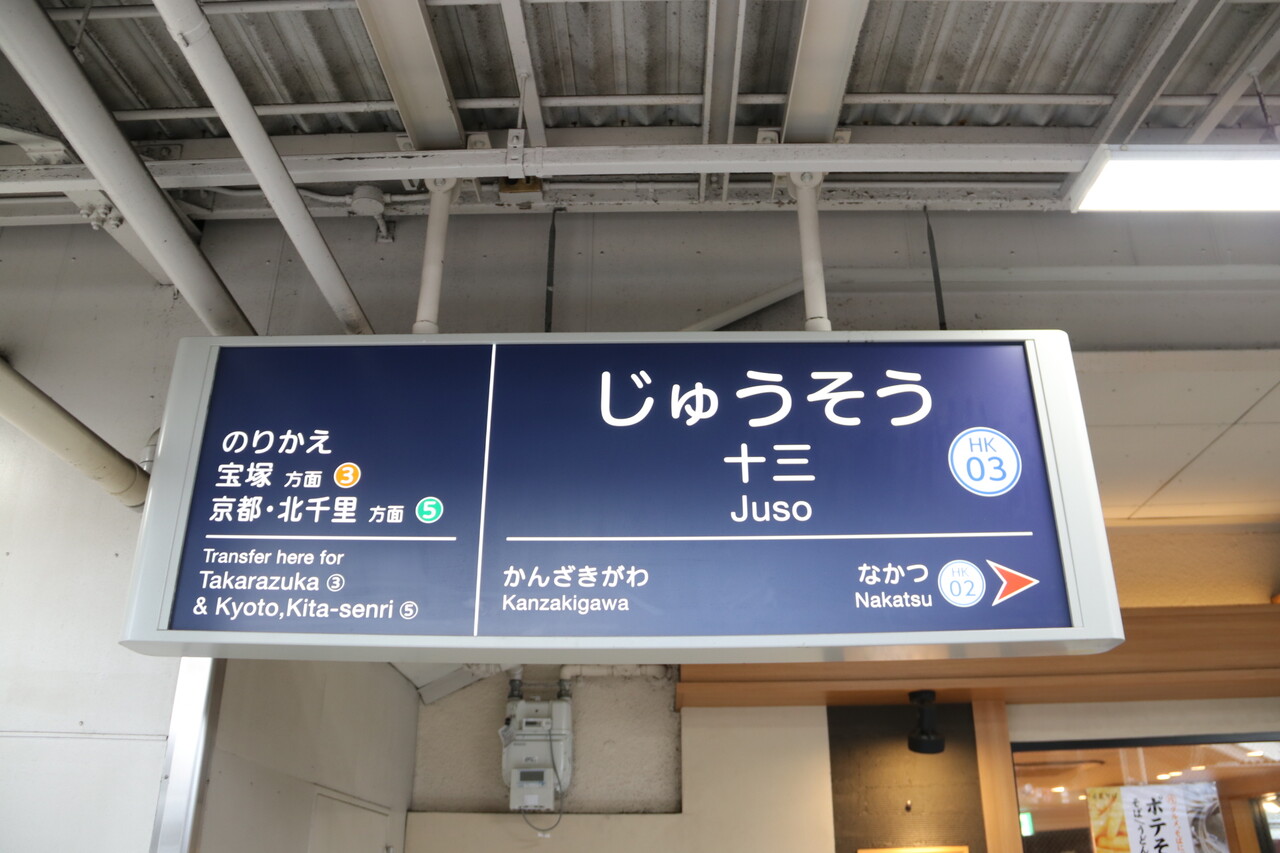 のりかえ
宝塚 方面 3
京都・北千里 方面 5
Transfer here for
Takarazuka ③
& Kyoto,Kita-senri ⑤
じゅうそう
十三
Juso
HK
03
かんざきがわ
Kanzakigawa
なかつ
Nakatsu
HK
02
ポテそ